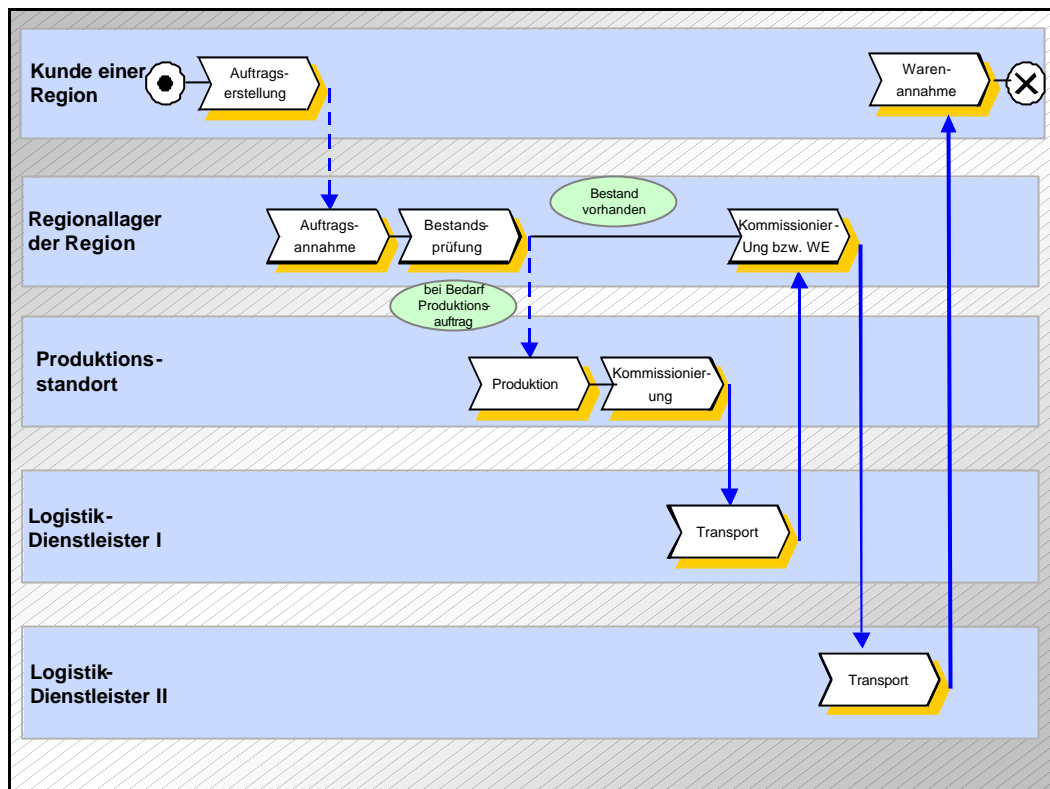 Kunde einer
Region
Auftrags-
erstellung
Waren-
annahme
Regionallager
der Region
Auftrags-
annahme
Bestands-
prüfung
Bestand
vorhanden
Kommissionier-
Ung bzw. WE
bei Bedarf
Produktions-
auftrag
Produktions-
standort
Produktion
Kommissionier-
ung
Logistik-
Dienstleister I
Transport
Logistik-
Dienstleister II
Transport